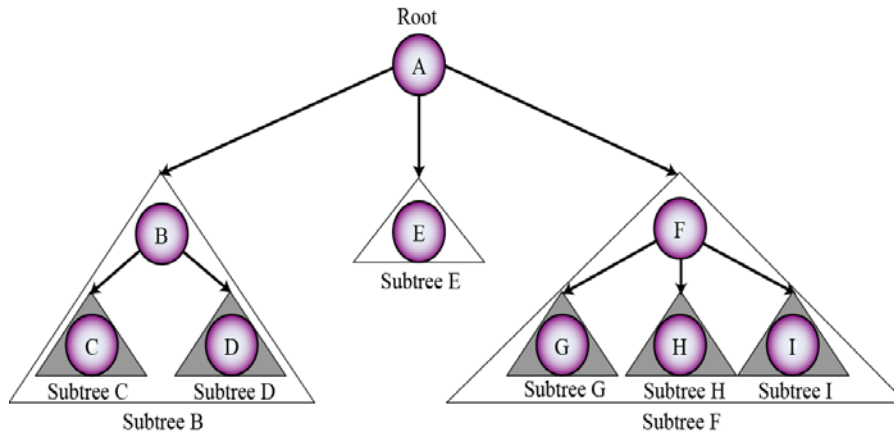 Root
A
B
E
F
Subtree E
C
D
G
H
I
Subtree C
Subtree D
Subtree G
Subtree H
Subtree I
Subtree B
Subtree F